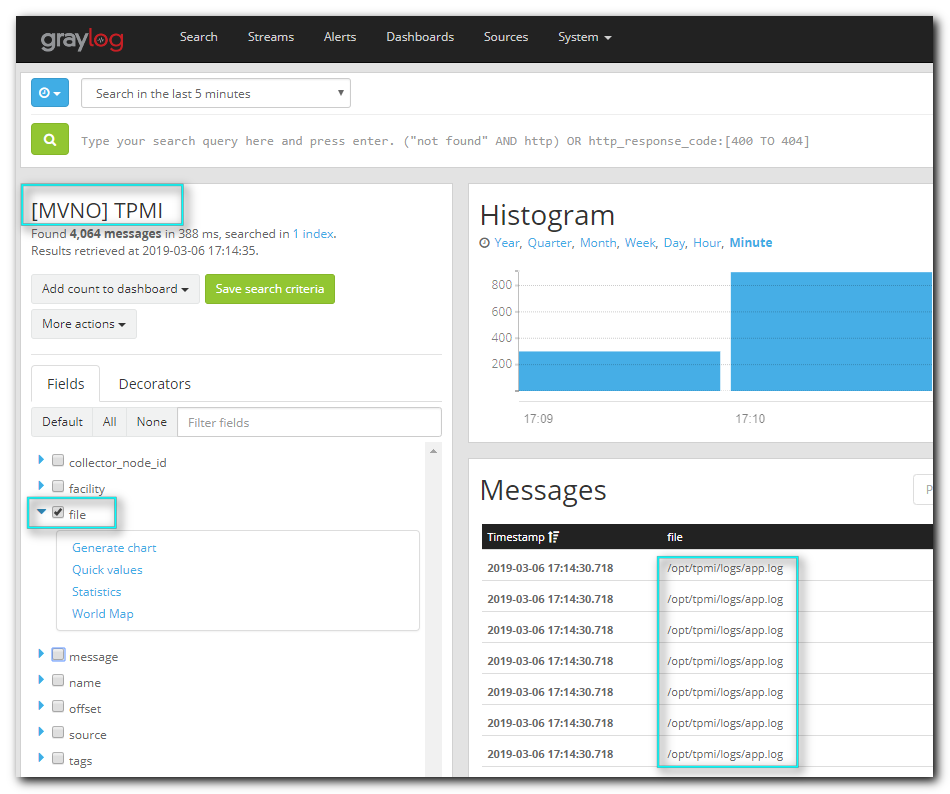 graylog Search Streams Alerts Dashboards Sources System
Search in the last 5 minutes
Type your search query here and press enter. ("not found" AND http) OR http_response_code:[400 TO 404]
[MVNO] TPMI
Found 4,064 messages in 388 ms, searched in 1 index.
Results retrieved at 2019-03-06 17:14:35.
Add count to dashboard Save search criteria
More actions
Fields Decorators
Default All None Filter fields
collector_node_id
facility
file
Generate chart
Quick values
Statistics
World Map
message
name
offset
source
tags
Histogram
Year, Quarter, Month, Week, Day, Hour, Minute
800
600
400
200
17:09 17:10
Messages
P
Timestamp file
2019-03-06 17:14:30.718 /opt/tpmi/logs/app.log
2019-03-06 17:14:30.718 /opt/tpmi/logs/app.log
2019-03-06 17:14:30.718 /opt/tpmi/logs/app.log
2019-03-06 17:14:30.718 /opt/tpmi/logs/app.log
2019-03-06 17:14:30.718 /opt/tpmi/logs/app.log
2019-03-06 17:14:30.718 /opt/tpmi/logs/app.log
2019-03-06 17:14:30.718 /opt/tpmi/logs/app.log